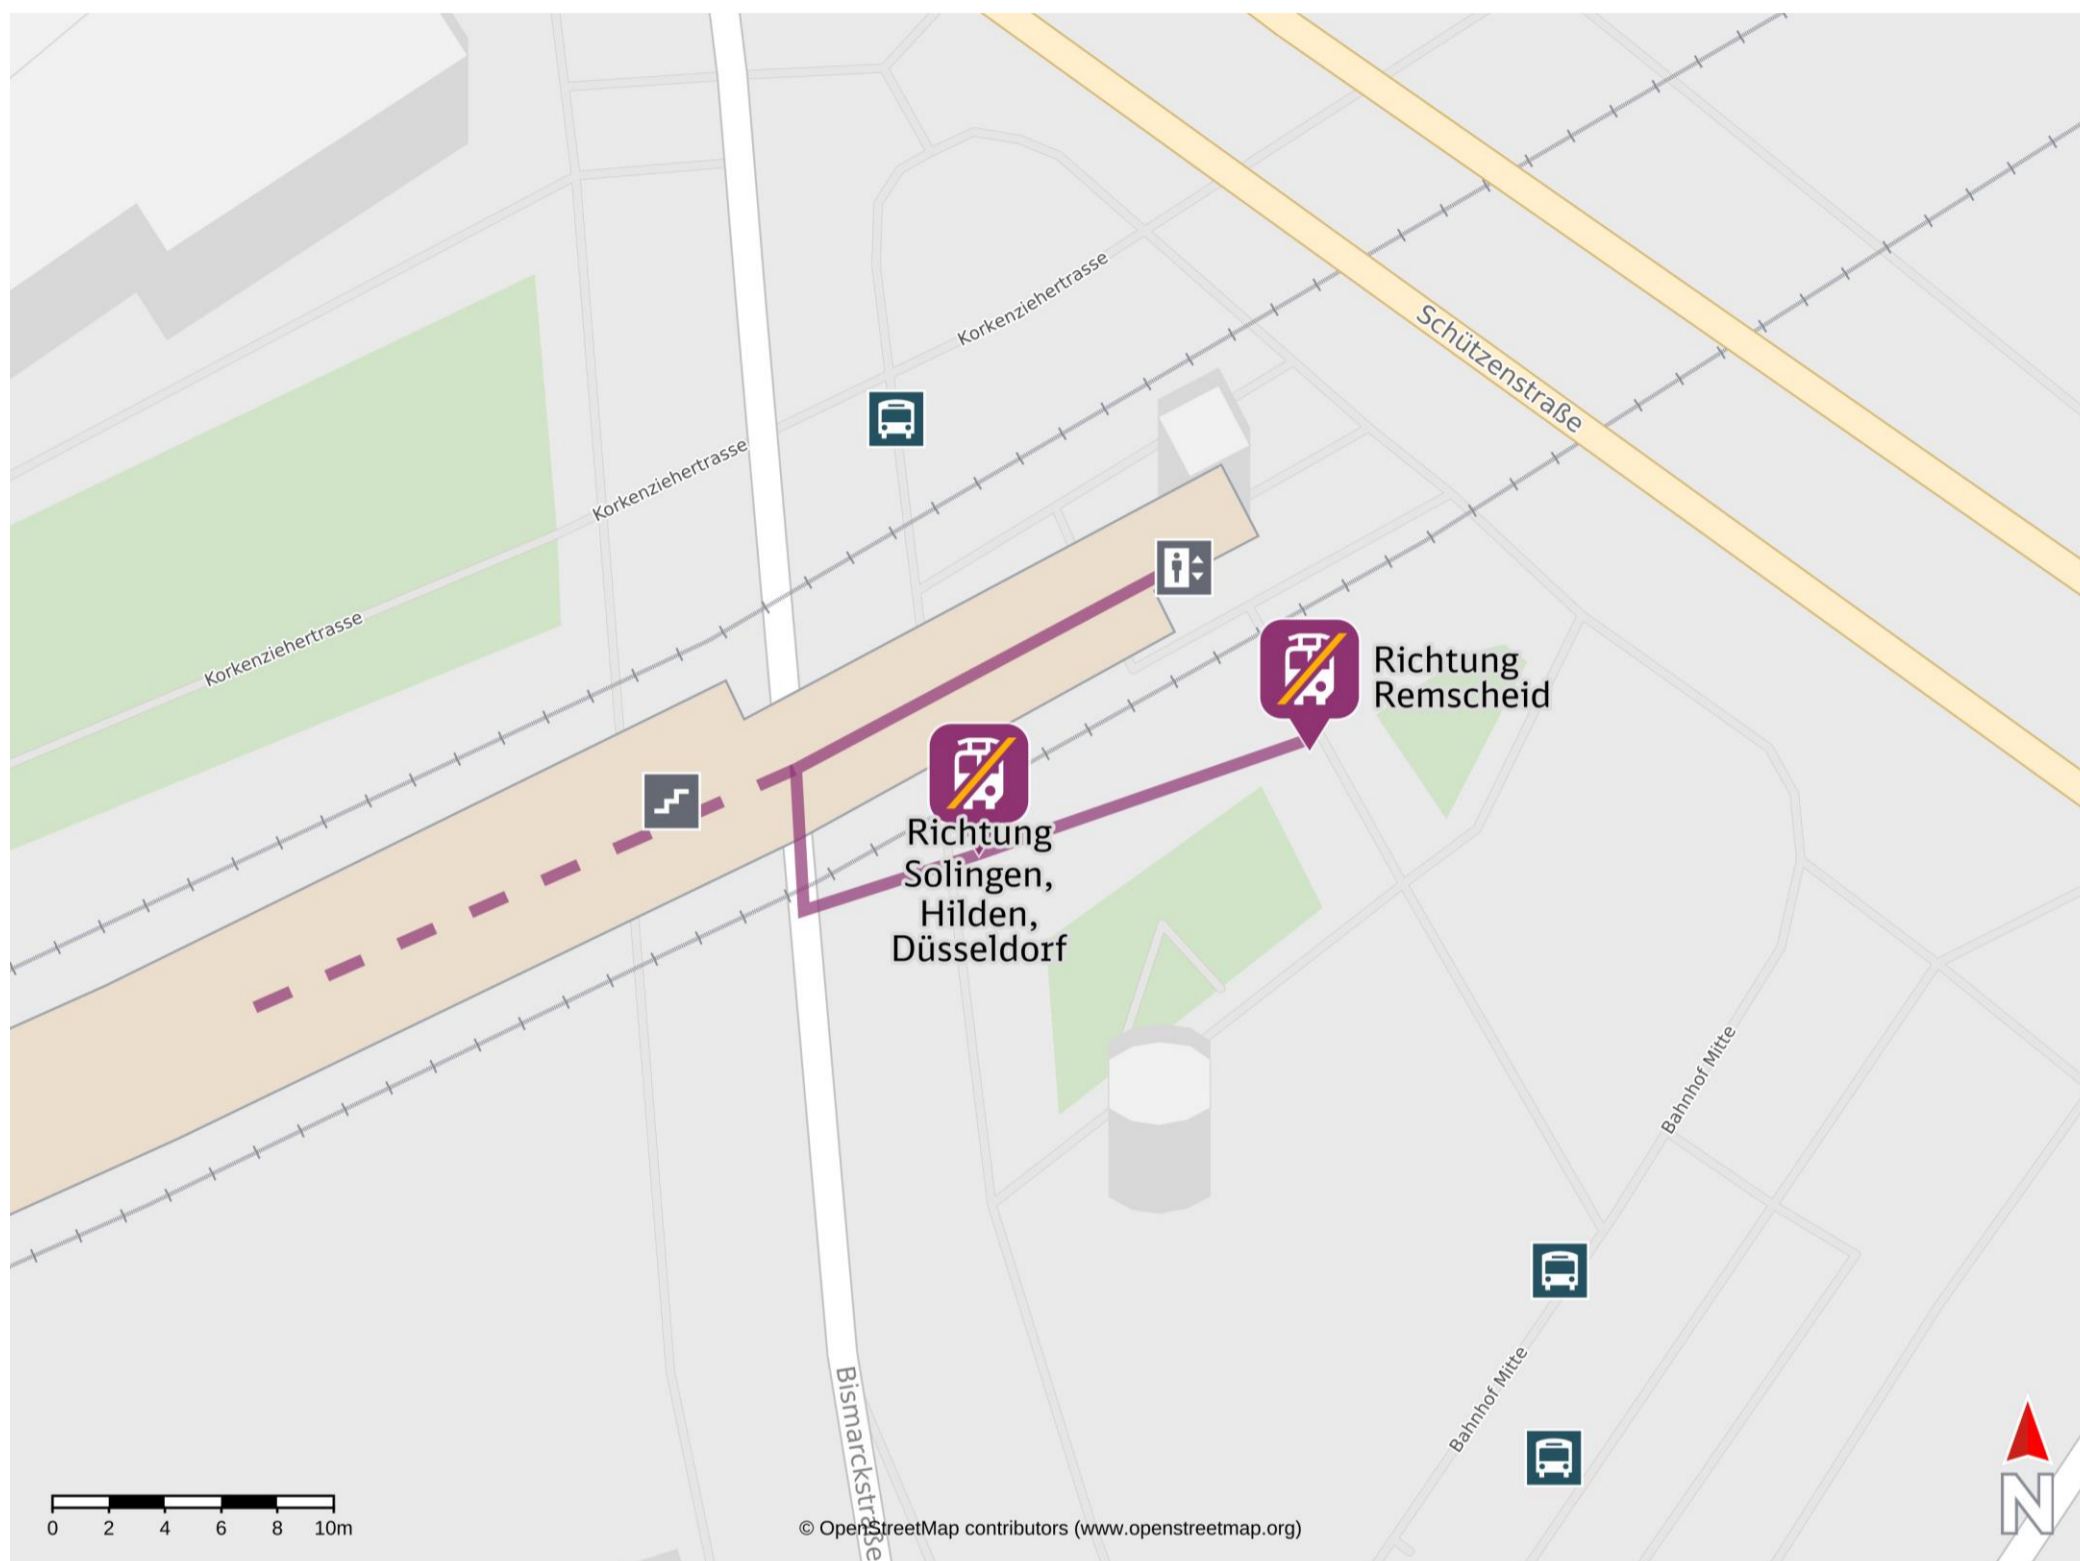 Korkenziehertrasse
Schützenstraße
Korkenziehertrasse
Korkenziehertrasse
Richtung
Remscheid
Richtung
Solingen,
Hilden,
Düsseldorf
Bahnhof Mitte
Bahnhof Mitte
Bismarckstraße
N
0 2 4 6 8 10m
© OpenStreetMap contributors (www.openstreetmap.org)